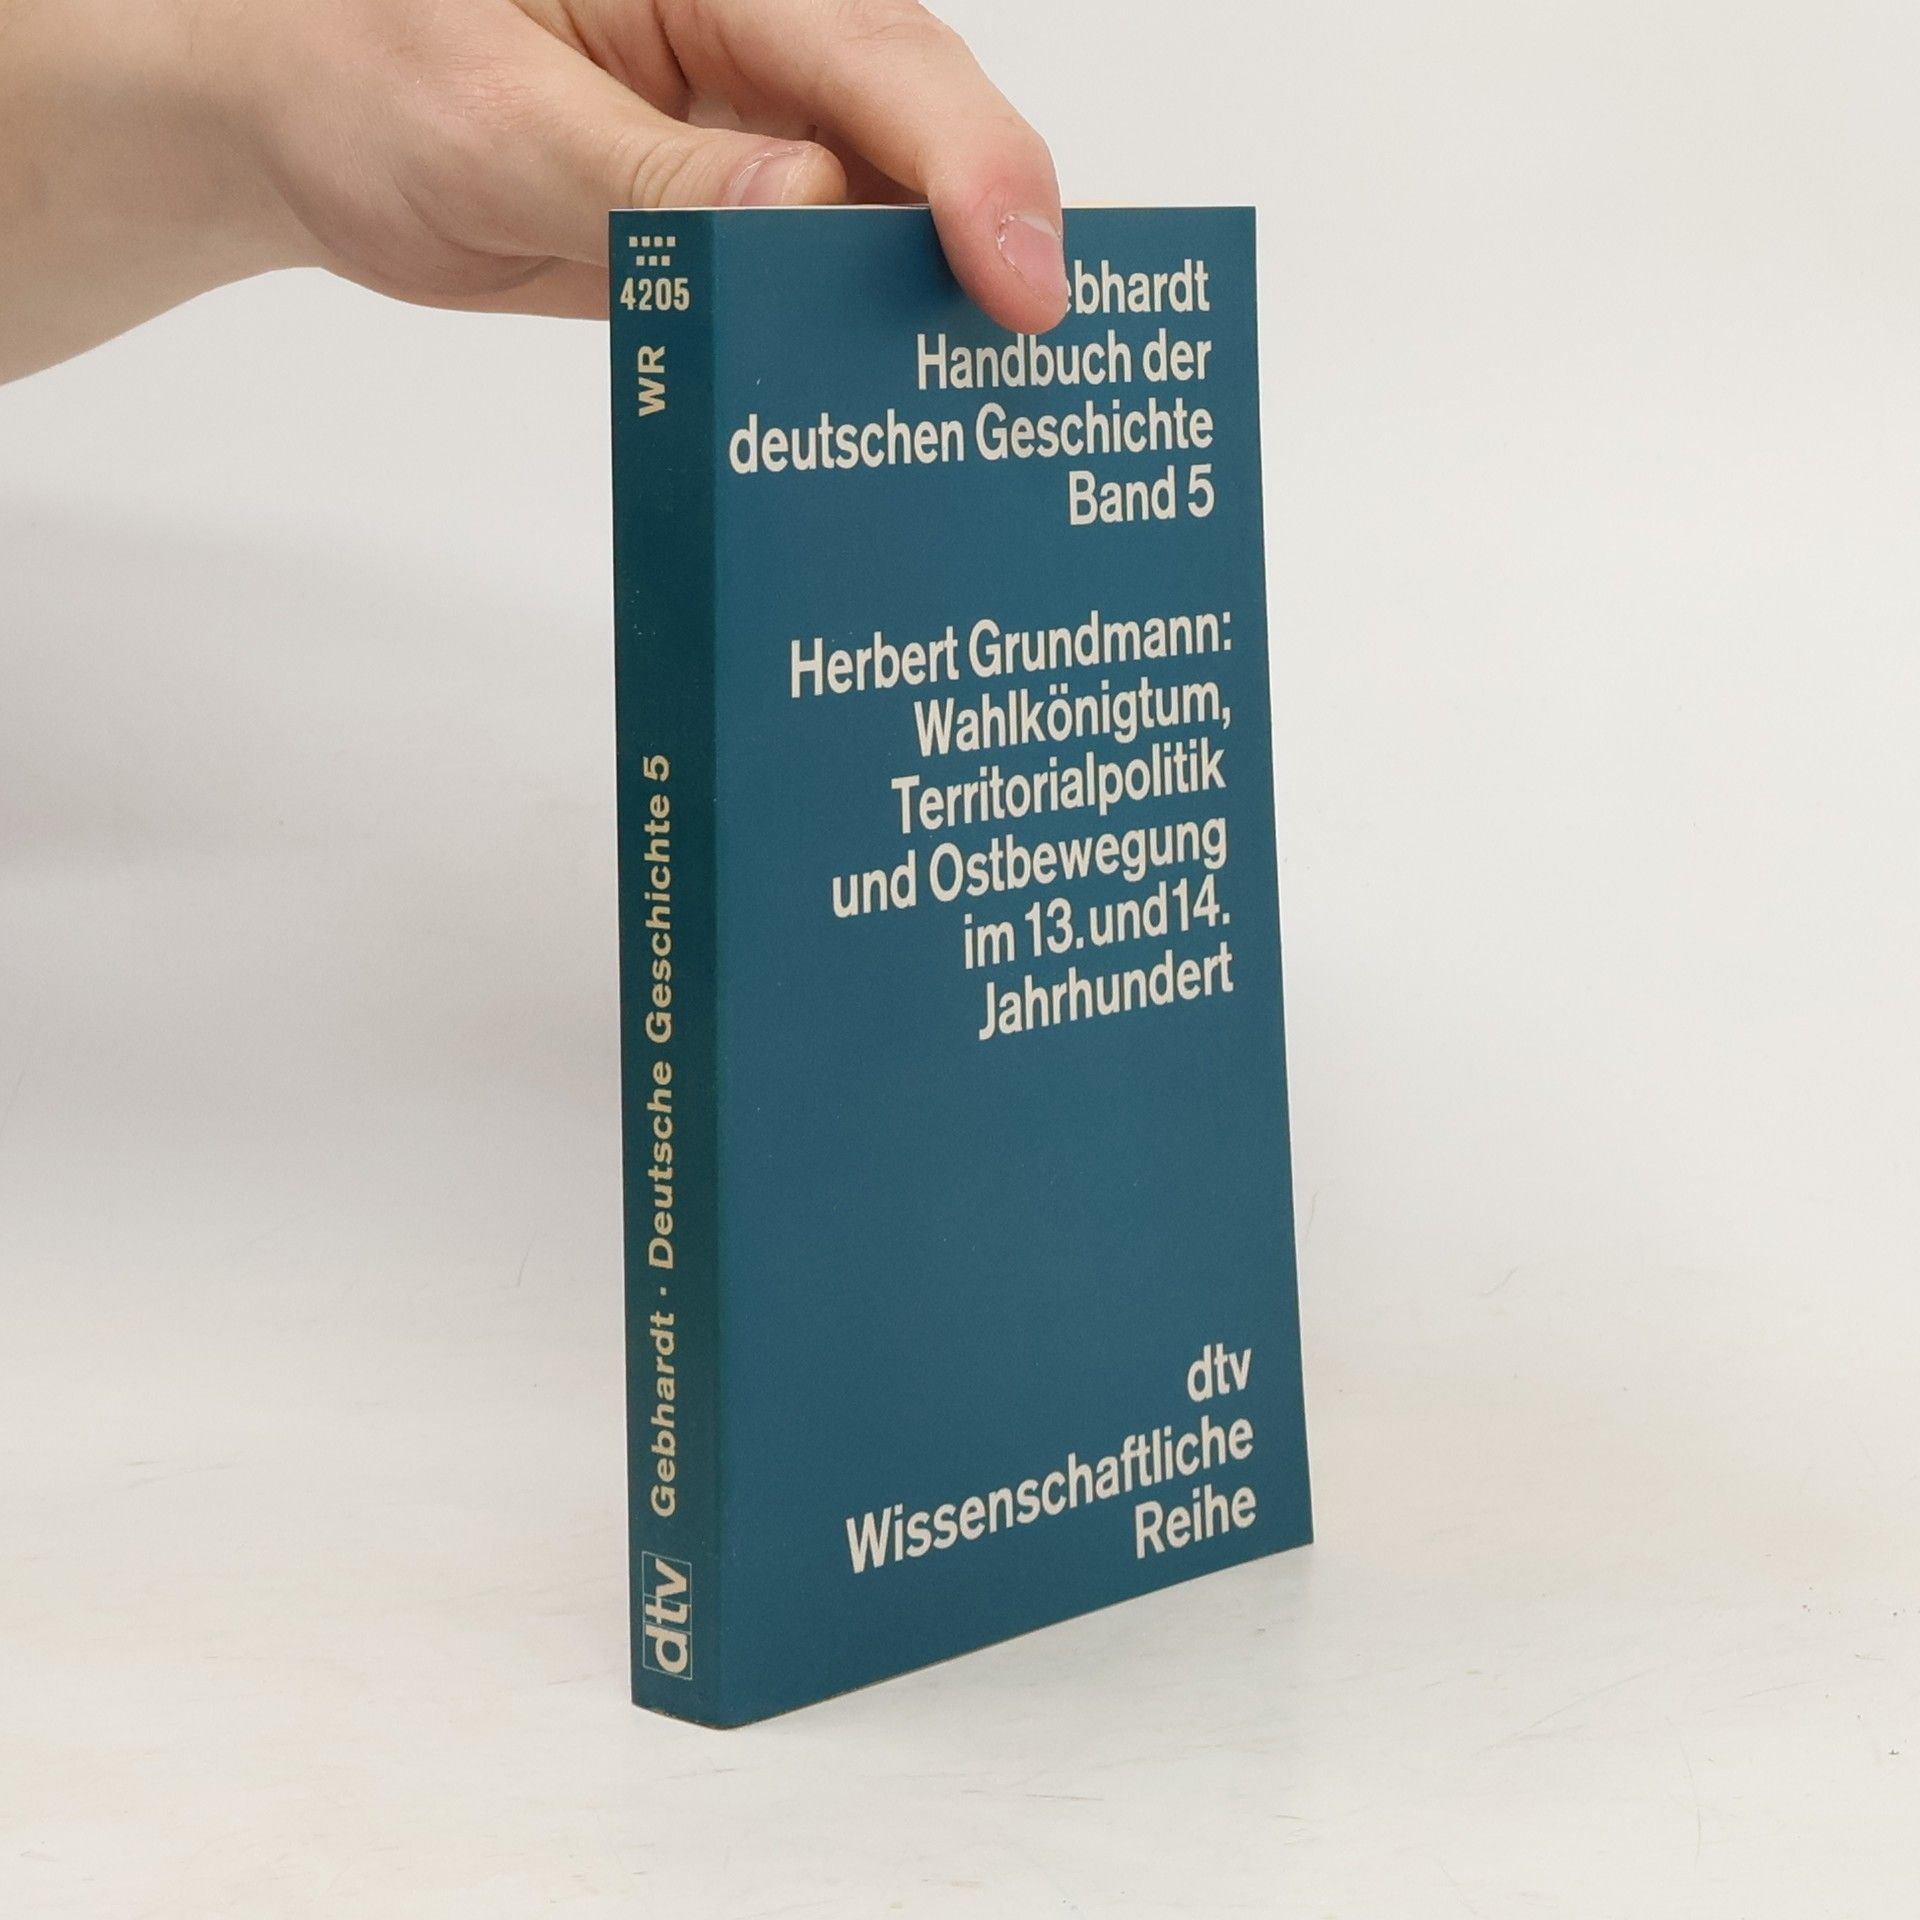 4205
WR
Gebhardt · Deutsche Geschichte 5
dtv
ebhardt
Handbuch der
deutschen Geschichte
Band 5
Herbert Grundmann:
Wahlkönigtum,
Territorialpolitik
und Ostbewegung
im 13. und 14.
Jahrhundert
dtv
Wissenschaftliche
Reihe